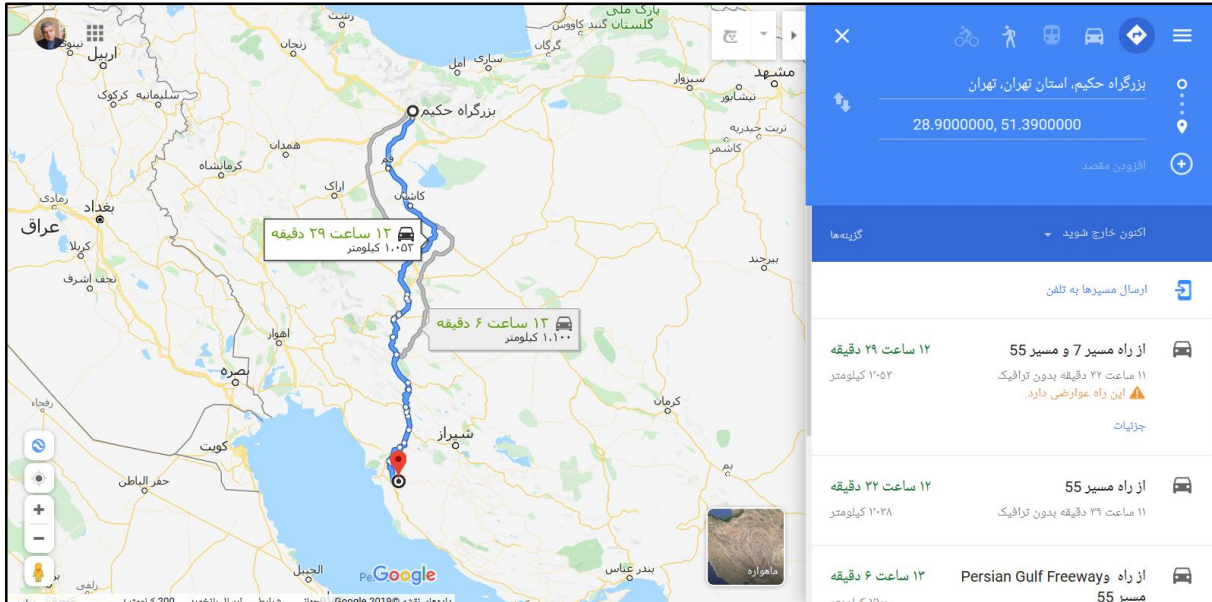 بزرگراه حکیم، استان تهران، تهران
28.9000000, 51.3900000
افزودن مقصد
اکنون خارج شوید
گزینه‌ها
ارسال مسیرها به تلفن
از راه مسیر 7 و مسیر 55
۱۲ ساعت ۲۹ دقیقه
۱۱ ساعت ۳۲ دقیقه بدون ترافیک
۱٬۰۵۳ کیلومتر
این راه عوارضی دارد.
جزئیات
از راه مسیر 55
۱۲ ساعت ۳۲ دقیقه
۱۱ ساعت ۳۹ دقیقه بدون ترافیک
۱٬۰۳۸ کیلومتر
از راه Persian Gulf Freeway و
مسیر 55
۱۳ ساعت ۶ دقیقه
پارک ملی
گلستان گنبد کاووس
رشت
گرگان
نینوا
اربیل
زنجان
ساری
آمل
مشهد
سبزوار
نیشابور
سلیمانیه
کرکوک
بزرگراه حکیم
تربت حیدریه
کاشمر
همدان
قم
کرمانشاه
اراک
کاشان
رمادی
بغداد
عراق
۱۲ ساعت ۲۹ دقیقه
۱،۰۵۳ کیلومتر
کربلا
بیرجند
نجف اشرف
۱۳ ساعت ۶ دقیقه
۱،۱۰۰ کیلومتر
اهواز
بصره
کرمان
رفحاء
شیراز
کویت
بم
حفر الباطن
ماهواره
بندر عباس
الجبیل
Google
زلفی